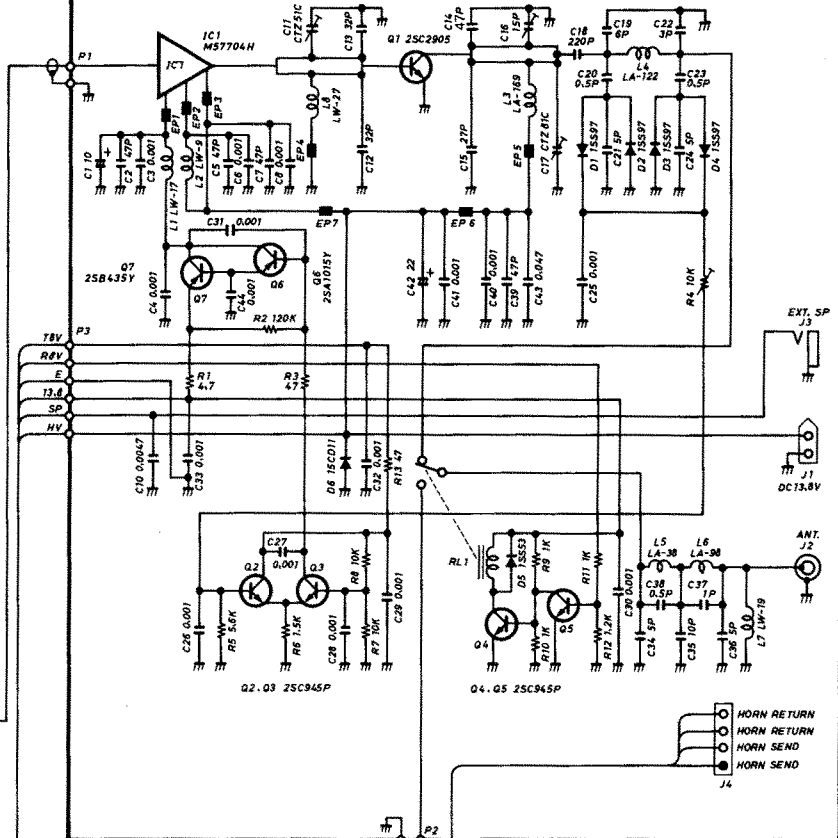 IC1
M57704H
P1
IC1
EP1
EP2
EP3
C1 10
C2 47P
C3 0.001
L1 LW-17
L2 LW-9
C5 47P
C6 0.001
C7 47P
C8 0.001
C11
CTZ 51C
C13 32P
L8
LW-27
EP4
C12 32P
Q1 2SC2905
C14
47P
C16
15P
C18
220P
C19
6P
C22
3P
L4
LA-122
C20
0.5P
C23
0.5P
L3
LA-169
EP5
C15 27P
C17 CTZ 81C
D1 1SS97
C21 5P
D2 1SS97
D3 1SS97
C24 5P
D4 1SS97
C31 0.001
EP7
EP6
Q7
2SB435Y
C4 0.001
Q7
C44
0.001
Q6
Q6
2SA1015Y
R2 120K
C42 22
C41 0.001
C40 0.001
C39 47P
C43 0.047
C25 0.001
R4 10K
EXT. SP
J3
P3
T8V
R8V
E
13.8
SP
HV
R1
4.7
R3
47
C10 0.0047
C33 0.001
D6 15CD11
C32 0.001
R13 47
J1
DC13.8V
C27
0.001
Q2
Q3
R8 10K
C29 0.001
C26 0.001
R5 5.6K
R6 1.5K
C28 0.001
R7 10K
Q2.Q3 2SC945P
RL1
D5 1SS53
R9 1K
R11 1K
C30 0.001
Q4
R10 1K
Q5
R12 1.2K
Q4.Q5 2SC945P
L5
LA-38
L6
LA-98
ANT.
J2
C38
0.5P
C37
1P
C34 5P
C35 10P
C36 5P
L7 LW-19
HORN RETURN
HORN RETURN
HORN SEND
HORN SEND
J4
P2